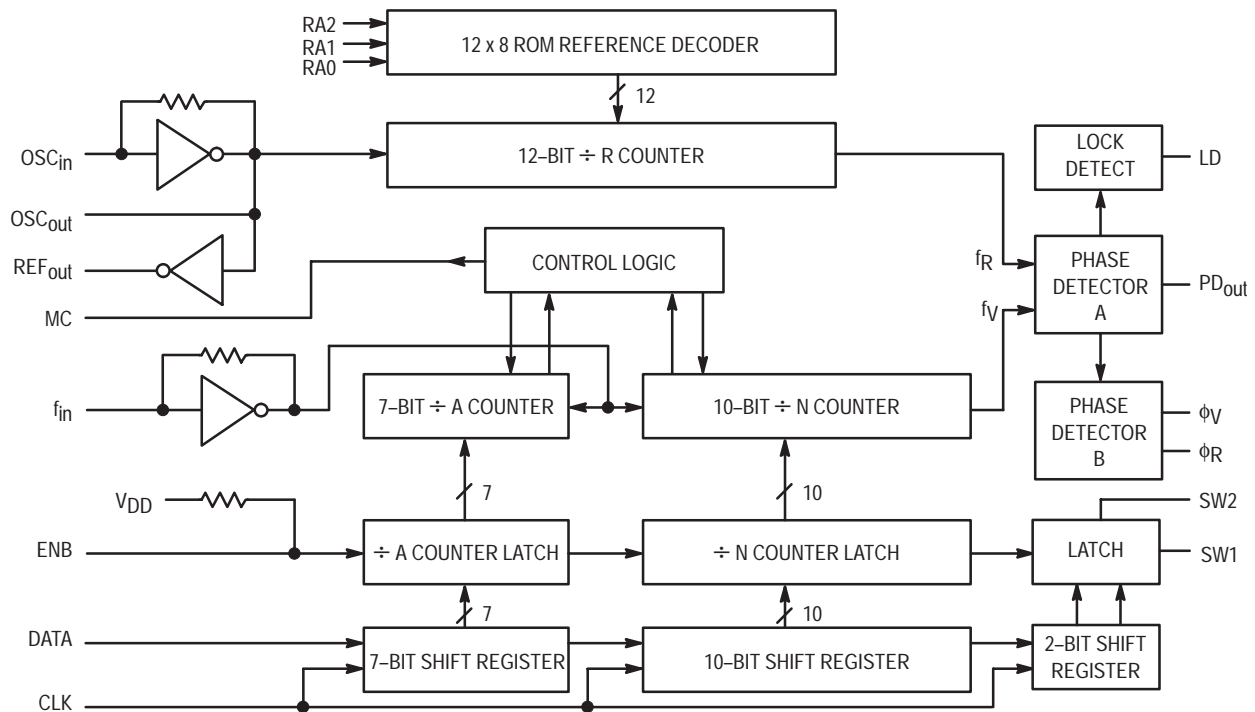 RA2
RA1
RA0
12 x 8 ROM REFERENCE DECODER
12
OSCin
12–BIT ÷ R COUNTER
LOCK
DETECT
LD
OSCout
REFout
CONTROL LOGIC
fR
PHASE
DETECTOR
A
PDout
MC
fV
fin
7–BIT ÷ A COUNTER
10–BIT ÷ N COUNTER
PHASE
DETECTOR
B
ϕV
ϕR
7
10
VDD
SW2
ENB
÷ A COUNTER LATCH
÷ N COUNTER LATCH
LATCH
SW1
7
10
DATA
7–BIT SHIFT REGISTER
10–BIT SHIFT REGISTER
2–BIT SHIFT
REGISTER
CLK